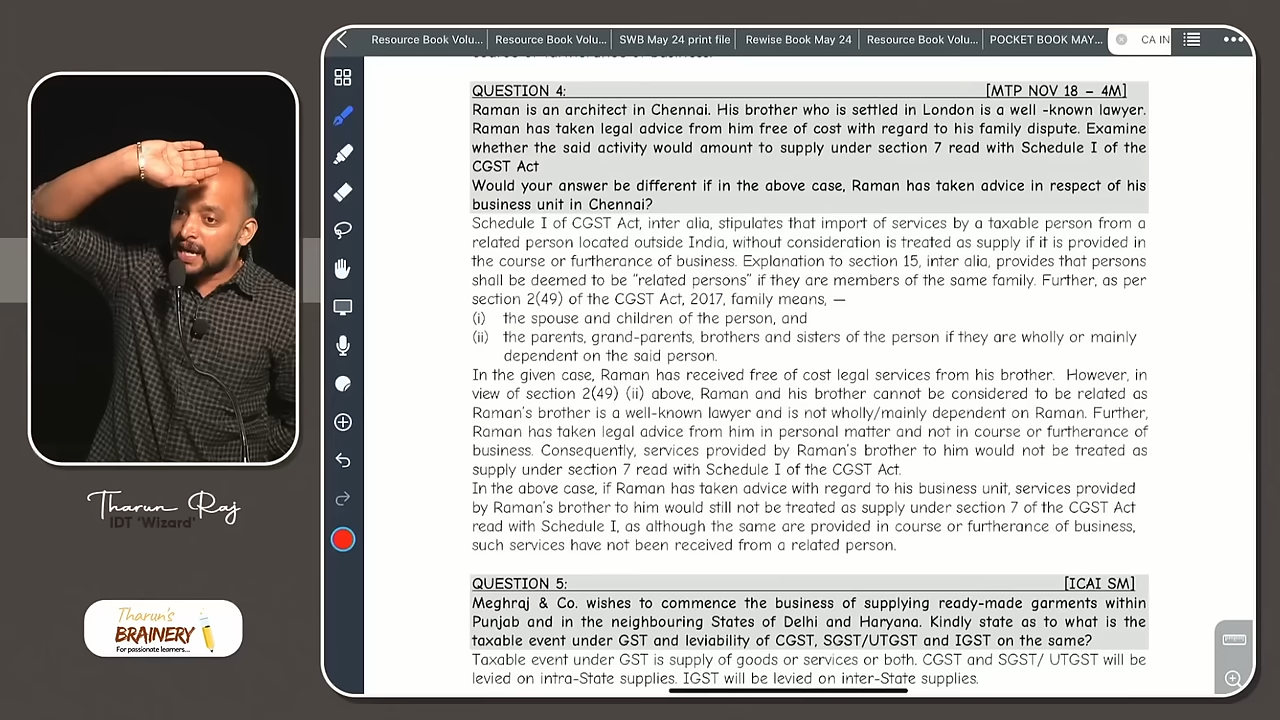 Resource Book Volu... Resource Book Volu... SWB May 24 print file Rewise Book May 24 Resource Book Volu... POCKET BOOK MAY... CA IN
QUESTION 4: [MTP NOV 18 – 4M]
Raman is an architect in Chennai. His brother who is settled in London is a well -known lawyer.
Raman has taken legal advice from him free of cost with regard to his family dispute. Examine
whether the said activity would amount to supply under section 7 read with Schedule I of the
CGST Act
Would your answer be different if in the above case, Raman has taken advice in respect of his
business unit in Chennai?
Schedule I of CGST Act, inter alia, stipulates that import of services by a taxable person from a
related person located outside India, without consideration is treated as supply if it is provided in
the course or furtherance of business. Explanation to section 15, inter alia, provides that persons
shall be deemed to be “related persons” if they are members of the same family. Further, as per
section 2(49) of the CGST Act, 2017, family means, —
(i) the spouse and children of the person, and
(ii) the parents, grand-parents, brothers and sisters of the person if they are wholly or mainly
dependent on the said person.
In the given case, Raman has received free of cost legal services from his brother. However, in
view of section 2(49) (ii) above, Raman and his brother cannot be considered to be related as
Raman's brother is a well-known lawyer and is not wholly/mainly dependent on Raman. Further,
Raman has taken legal advice from him in personal matter and not in course or furtherance of
business. Consequently, services provided by Raman's brother to him would not be treated as
supply under section 7 read with Schedule I of the CGST Act.
In the above case, if Raman has taken advice with regard to his business unit, services provided
by Raman's brother to him would still not be treated as supply under section 7 of the CGST Act
read with Schedule I, as although the same are provided in course or furtherance of business,
such services have not been received from a related person.
QUESTION 5: [ICAI SM]
Meghraj & Co. wishes to commence the business of supplying ready-made garments within
Punjab and in the neighbouring States of Delhi and Haryana. Kindly state as to what is the
taxable event under GST and leviability of CGST, SGST/UTGST and IGST on the same?
Taxable event under GST is supply of goods or services or both. CGST and SGST/ UTGST will be
levied on intra-State supplies. IGST will be levied on inter-State supplies.
Tharun Raj
IDT 'Wizard'
Tharun's
BRAINERY
For passionate learners...